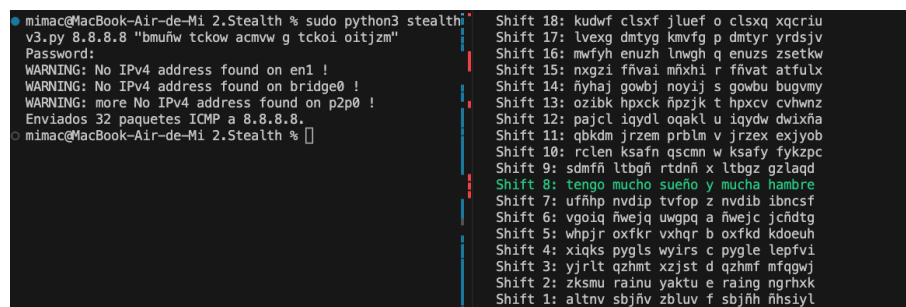 mimac@MacBook-Air-de-Mi 2.Stealth % sudo python3 stealth
v3.py 8.8.8.8 "bmuñw tckow acmvw g tckoi oitjzm"
Password:
WARNING: No IPv4 address found on en1 !
WARNING: No IPv4 address found on bridge0 !
WARNING: more No IPv4 address found on p2p0 !
Enviados 32 paquetes ICMP a 8.8.8.8.
mimac@MacBook-Air-de-Mi 2.Stealth %
Shift 18: kudwf clsxf jluef o clsxq xqcriu
Shift 17: lvexg dmtyg kmvfg p dmtyr yrdsjv
Shift 16: mwfyh enuzh lnwgh q enuzs zsetkw
Shift 15: nxgzi fñvai mñxhi r fñvat atfulx
Shift 14: ñyhaj gowbj noyij s gowbu bugvmy
Shift 13: ozibk hpxck ñpzjk t hpxcv cvhwnz
Shift 12: pajcl iqydl oqakl u iqydw dwixña
Shift 11: qbkdm jrzem prblm v jrzex exjyob
Shift 10: rclen ksafn qscmn w ksafy fykzpc
Shift 9: sdmfñ ltbgñ rtdnñ x ltbgz gzlaqd
Shift 8: tengo mucho sueño y mucha hambre
Shift 7: ufñhp nvdip tvfop z nvdib ibncsf
Shift 6: vgoiq ñwejq uwgpq a ñwejc jcñdtg
Shift 5: whpjr oxfkr vxhqr b oxfkd kdoeuh
Shift 4: xiqks pygls wyirs c pygle lepfvi
Shift 3: yjrlt qzhmt xzjst d qzhmf mfqgwj
Shift 2: zksmu rainu yaktu e raing ngrhxk
Shift 1: altnv sbjñv zbluv f sbjñh ñhsiyl